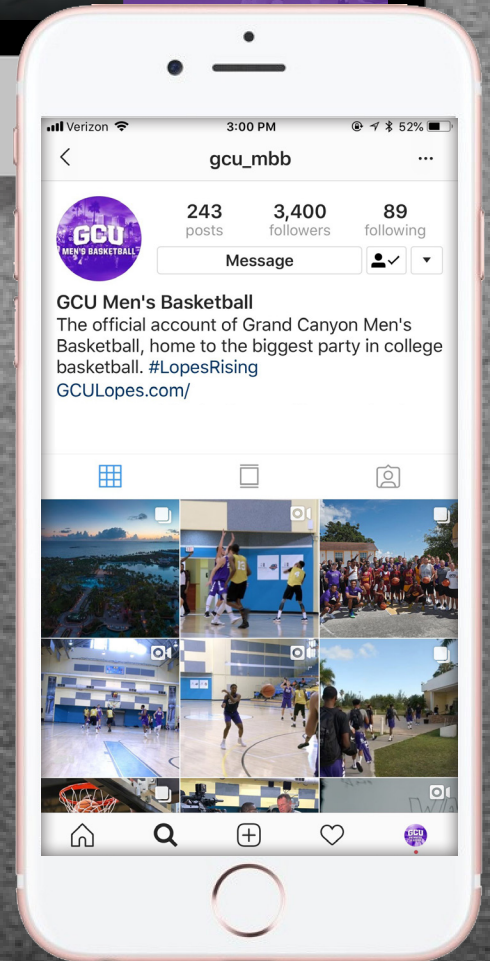 Verizon 3:00 PM 52%
gcu_mbb
243 3,400 89
posts followers following
GCU
MEN'S BASKETBALL
Message
GCU Men's Basketball
The official account of Grand Canyon Men's
Basketball, home to the biggest party in college
basketball. #LopesRising
GCULopes.com/
GCU